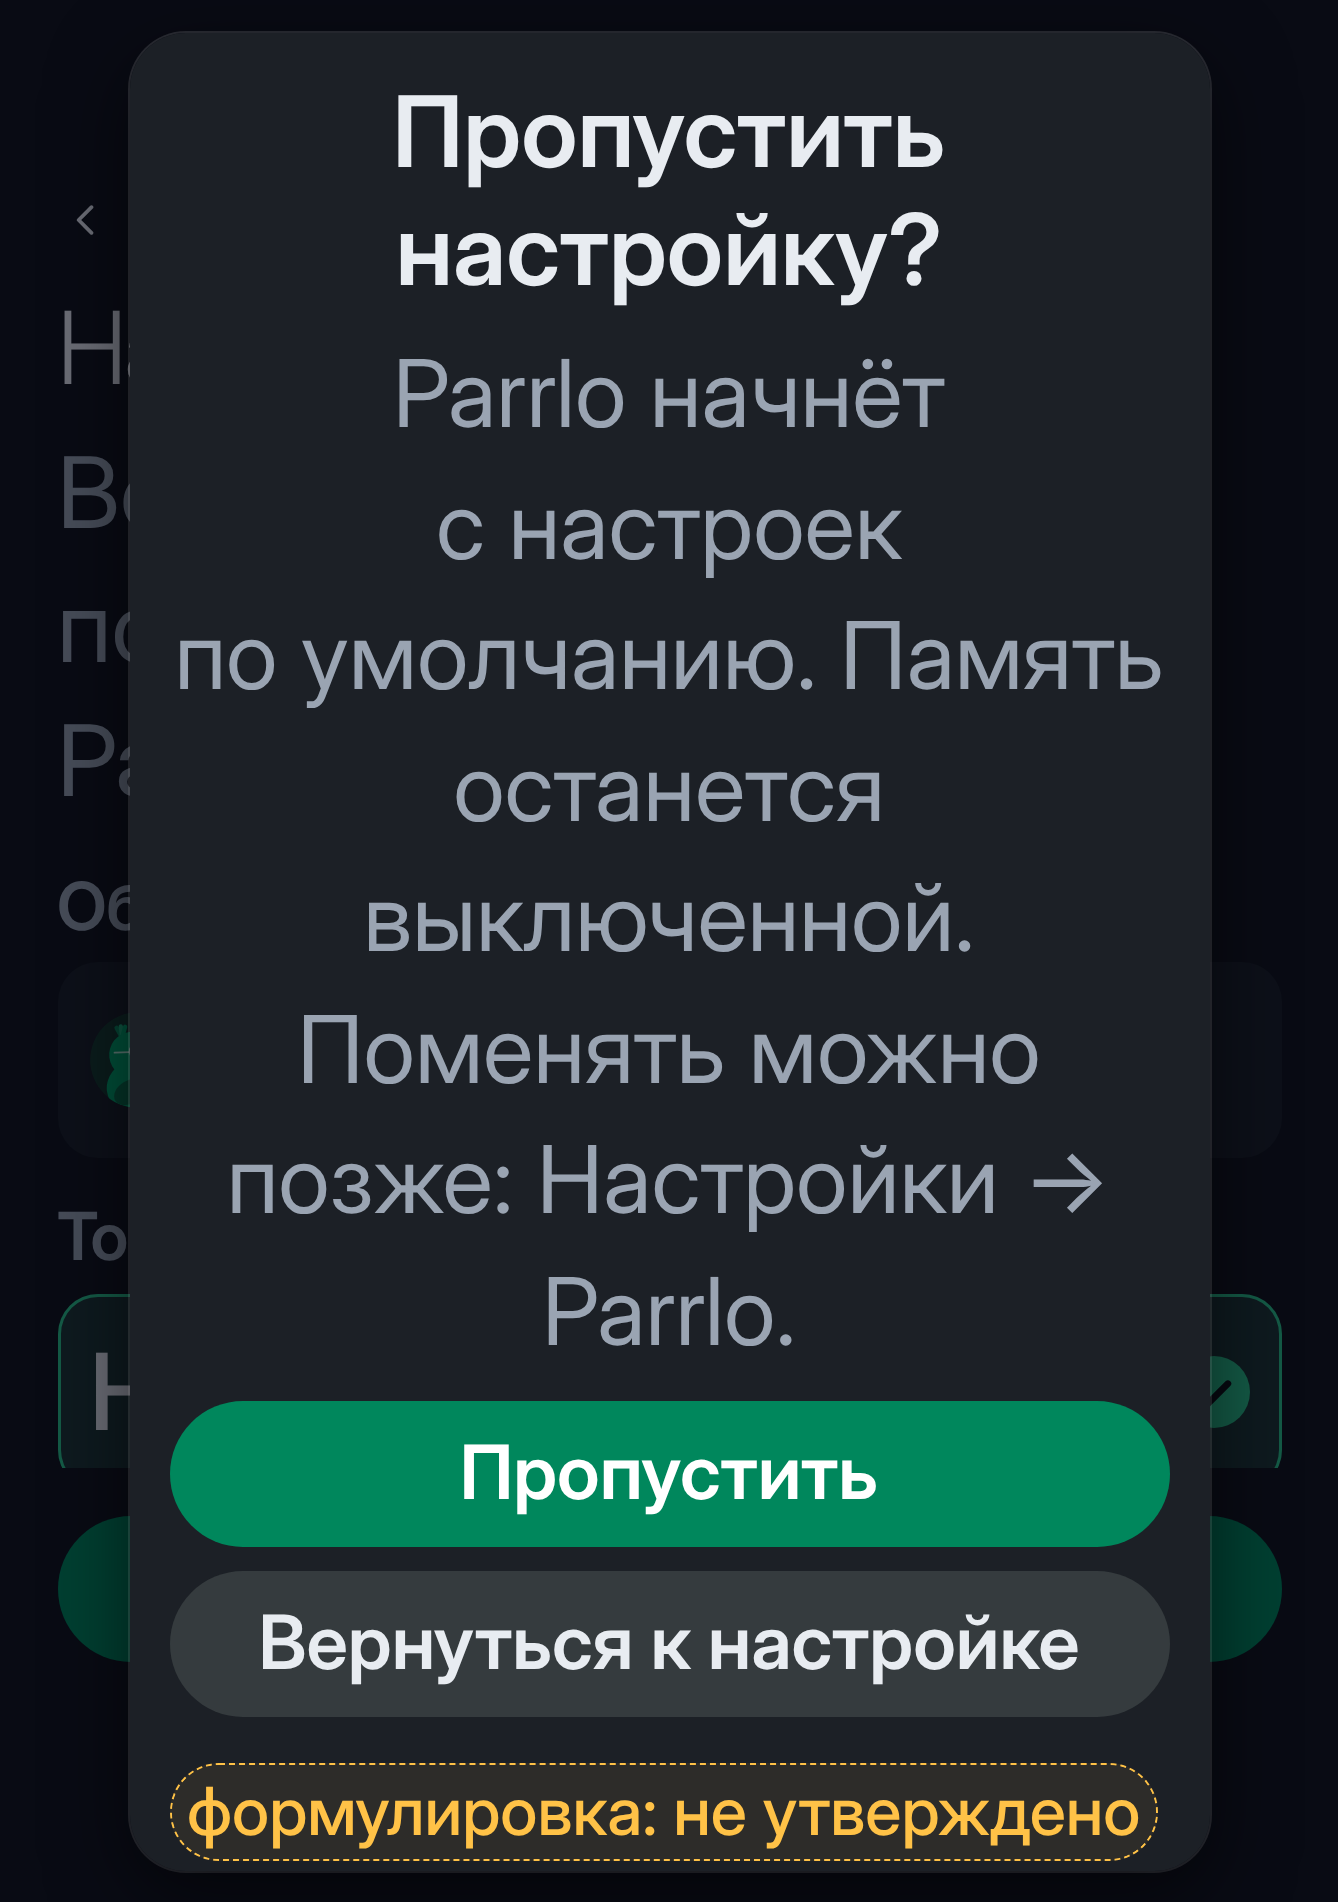 Пропустить
настройку?
Parrlo начнёт
с настроек
по умолчанию. Память
останется
выключенной.
Поменять можно
позже: Настройки →
Parrlo.
Пропустить
Вернуться к настройке
формулировка: не утверждено